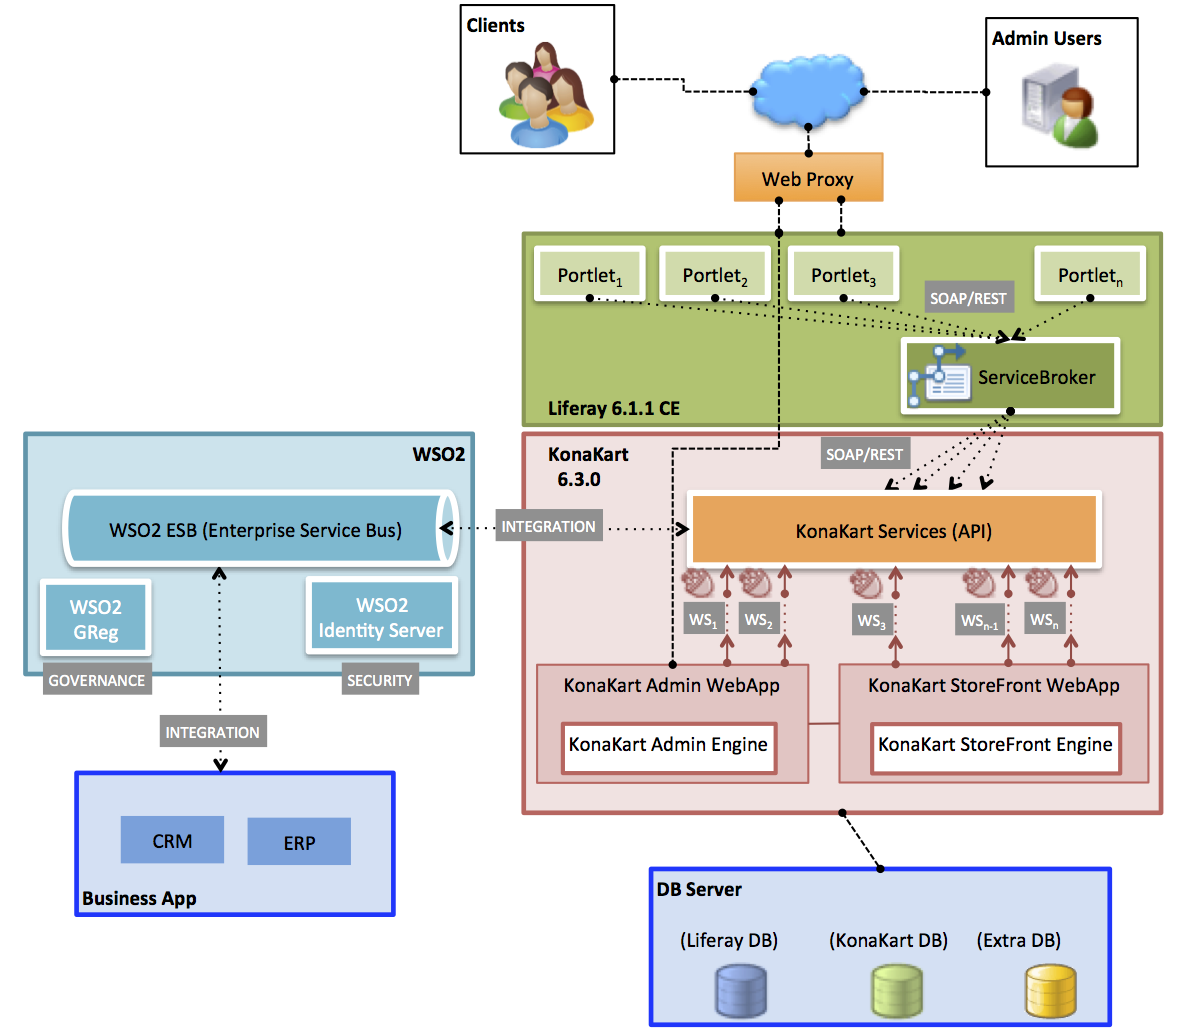 Clients
Admin Users
Web Proxy
Portlet1
Portlet2
Portlet3
Portletn
SOAP/REST
ServiceBroker
Liferay 6.1.1 CE
WSO2
KonaKart
6.3.0
SOAP/REST
WSO2 ESB (Enterprise Service Bus)
INTEGRATION
KonaKart Services (API)
WSO2
GReg
WSO2
Identity Server
WS1
WS2
WS3
WSn-1
WSn
GOVERNANCE
SECURITY
KonaKart Admin WebApp
KonaKart StoreFront WebApp
INTEGRATION
KonaKart Admin Engine
KonaKart StoreFront Engine
CRM
ERP
Business App
DB Server
(Liferay DB)
(KonaKart DB)
(Extra DB)